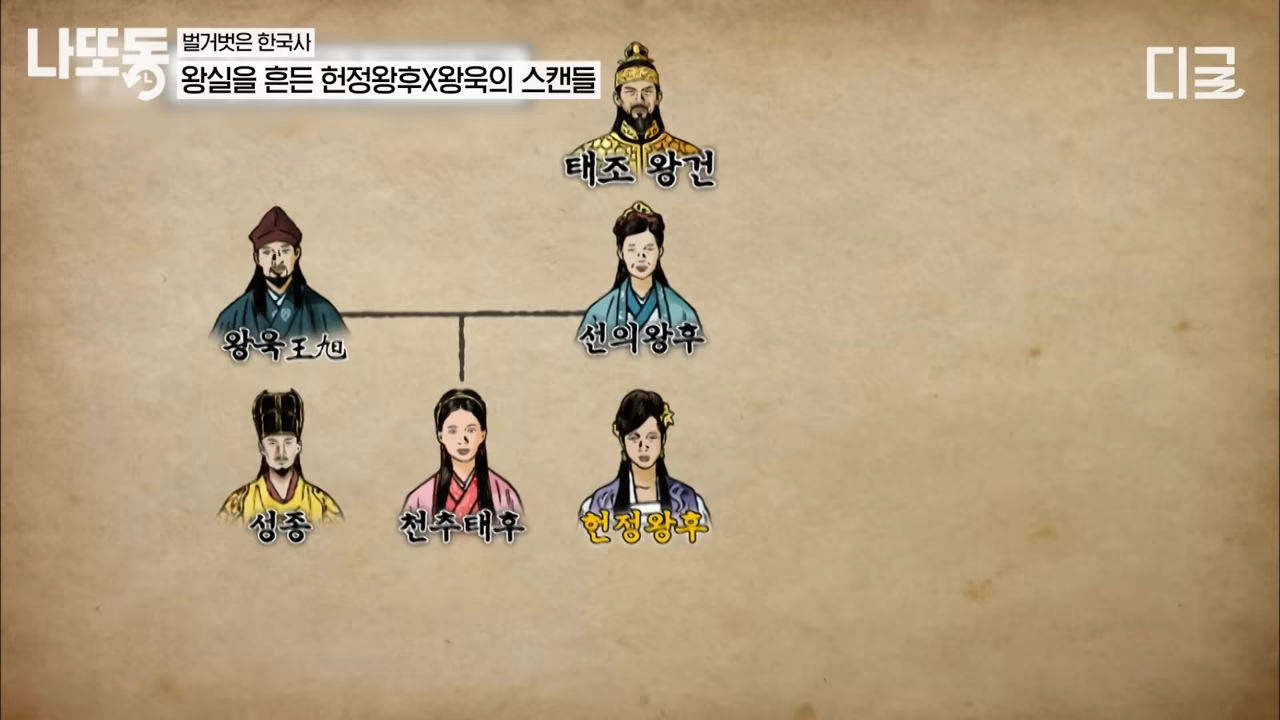 나또동
벌거벗은 한국사
왕실을 흔든 헌정왕후X왕욱의 스캔들
디글
태조 왕건
왕욱王旭
선의왕후
성종
천추태후
헌정왕후